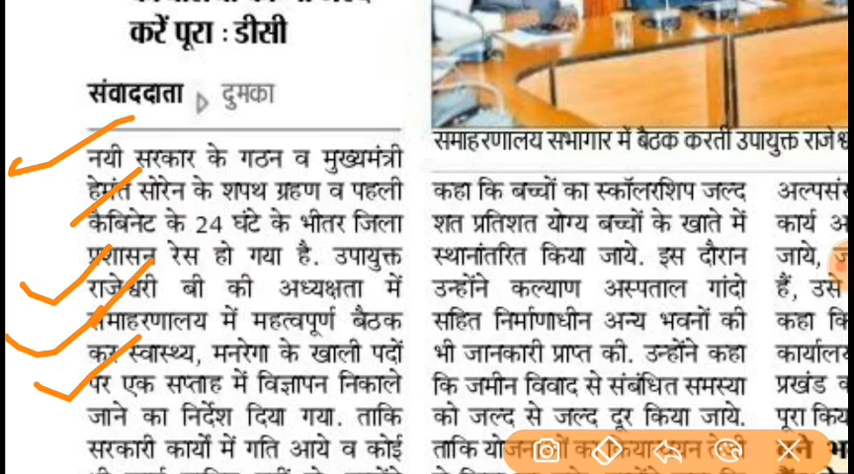 करें पूरा : डीसी
संवाददाता ▷ दुमका
नयी सरकार के गठन व मुख्यमंत्री
हेमंत सोरेन के शपथ ग्रहण व पहली
कैबिनेट के 24 घंटे के भीतर जिला
प्रशासन रेस हो गया है. उपायुक्त
राजेश्वरी बी की अध्यक्षता में
समाहरणालय में महत्वपूर्ण बैठक
कर स्वास्थ्य, मनरेगा के खाली पदों
पर एक सप्ताह में विज्ञापन निकाले
जाने का निर्देश दिया गया. ताकि
सरकारी कार्यों में गति आये व कोई
समाहरणालय सभागार में बैठक करतीं उपायुक्त
कहा कि बच्चों का स्कॉलरशिप जल्द
शत प्रतिशत योग्य बच्चों के खाते में
स्थानांतरित किया जाये. इस दौरान
उन्होंने कल्याण अस्पताल गांदो
सहित निर्माणाधीन अन्य भवनों की
भी जानकारी प्राप्त की. उन्होंने कहा
कि जमीन विवाद से संबंधित समस्या
को जल्द से जल्द दूर किया जाये.
ताकि
कार्य
जाये,
हैं, उसे
कहा कि
प्रखंड
पूरा